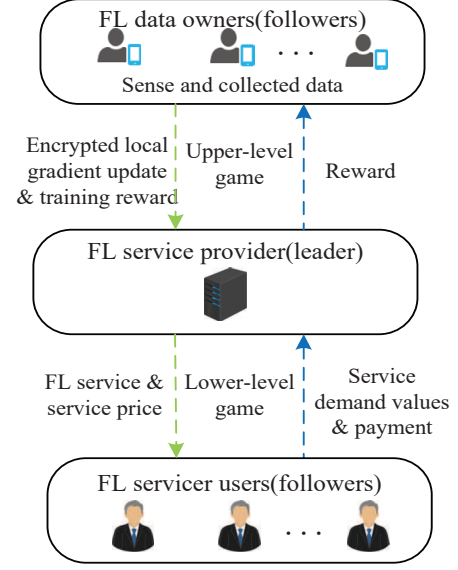 FL data owners(followers)
. . .
Sense and collected data
Encrypted local
gradient update
& training reward
Upper-level
game
Reward
FL service provider(leader)
FL service &
service price
Lower-level
game
Service
demand values
& payment
FL servicer users(followers)
. . .